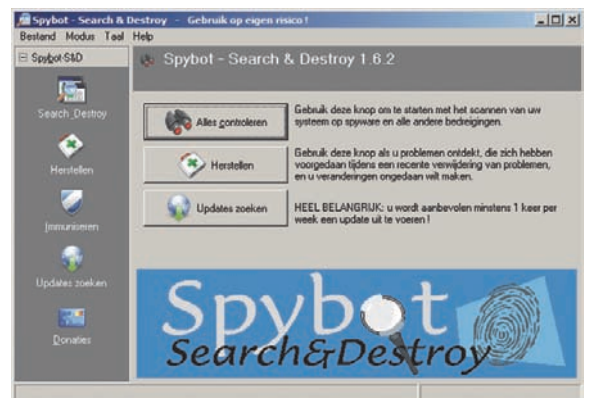 Spybot - Search & Destroy - Gebruik op eigen risico !
Bestand Modus Taal Help
Spybot-S&D
Spybot - Search & Destroy 1.6.2
Search_Destroy
Herstellen
Immuniseren
Updates zoeken
Donaties
Alles controleren
Gebruik deze knop om te starten met het scannen van uw
systeem op spyware en alle andere bedreigingen.
Herstellen
Gebruik deze knop als u problemen ontdekt, die zich hebben
voorgedaan tijdens een recente verwijdering van problemen,
en u veranderingen ongedaan wilt maken.
Updates zoeken
HEEL BELANGRIJK: u wordt aanbevolen minstens 1 keer per
week een update uit te voeren !
Spybot
Search&Destroy